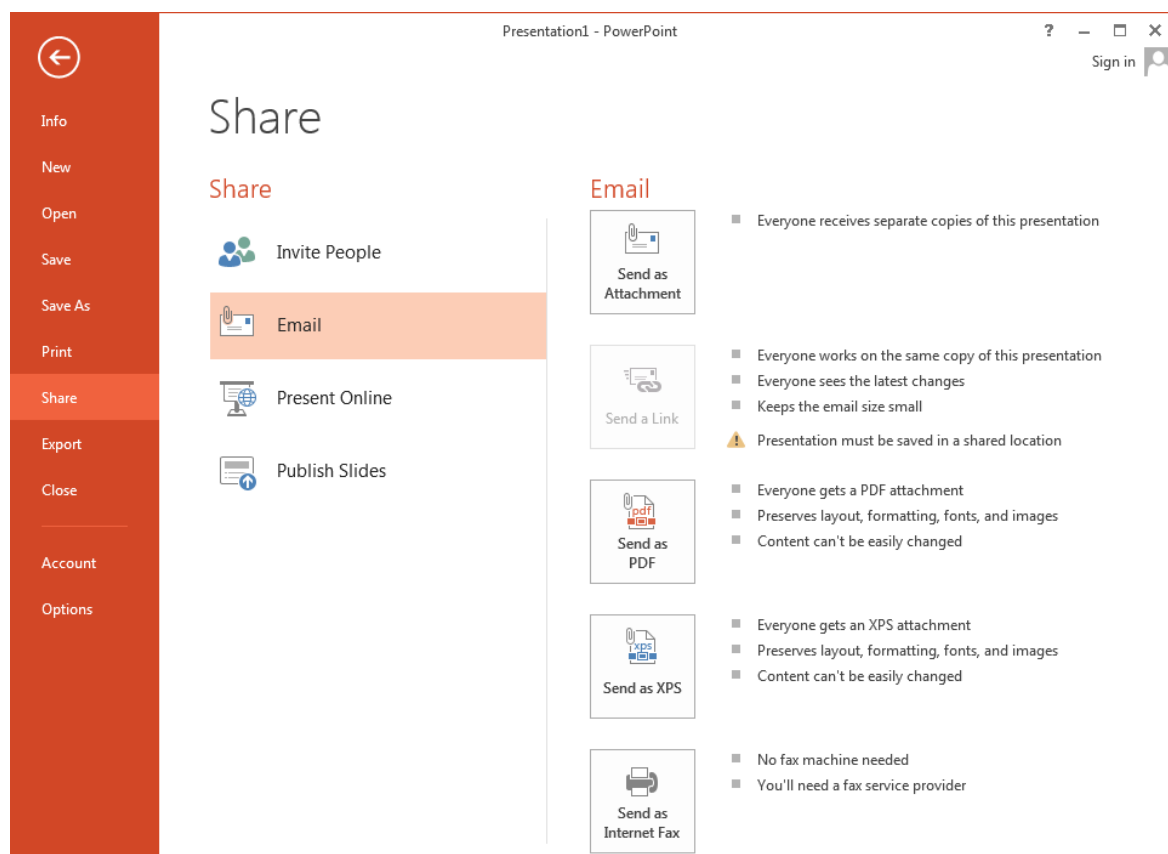 Presentation1 - PowerPoint
?
Sign in
Info
New
Open
Save
Save As
Print
Share
Export
Close
Account
Options
Share
Share
Invite People
Email
Present Online
Publish Slides
Email
Send as
Attachment
Everyone receives separate copies of this presentation
Send a Link
Everyone works on the same copy of this presentation
Everyone sees the latest changes
Keeps the email size small
Presentation must be saved in a shared location
pdf
Send as
PDF
Everyone gets a PDF attachment
Preserves layout, formatting, fonts, and images
Content can't be easily changed
xps
Send as XPS
Everyone gets an XPS attachment
Preserves layout, formatting, fonts, and images
Content can't be easily changed
Send as
Internet Fax
No fax machine needed
You'll need a fax service provider